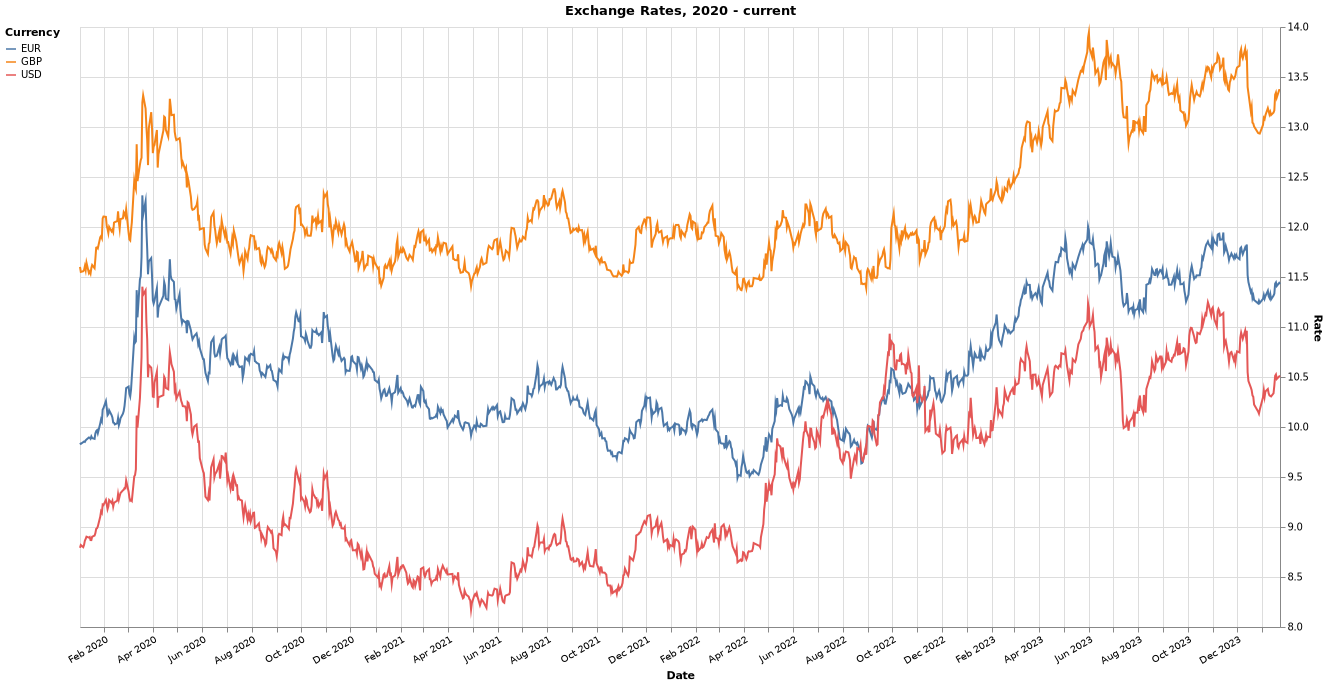 Exchange Rates, 2020 - current
Currency
EUR
GBP
USD
14.0
13.5
13.0
12.5
12.0
11.5
11.0
10.5
10.0
9.5
9.0
8.5
8.0
Rate
Feb 2020
Apr 2020
Jun 2020
Aug 2020
Oct 2020
Dec 2020
Feb 2021
Apr 2021
Jun 2021
Aug 2021
Oct 2021
Dec 2021
Feb 2022
Apr 2022
Jun 2022
Aug 2022
Oct 2022
Dec 2022
Feb 2023
Apr 2023
Jun 2023
Aug 2023
Oct 2023
Dec 2023
Date